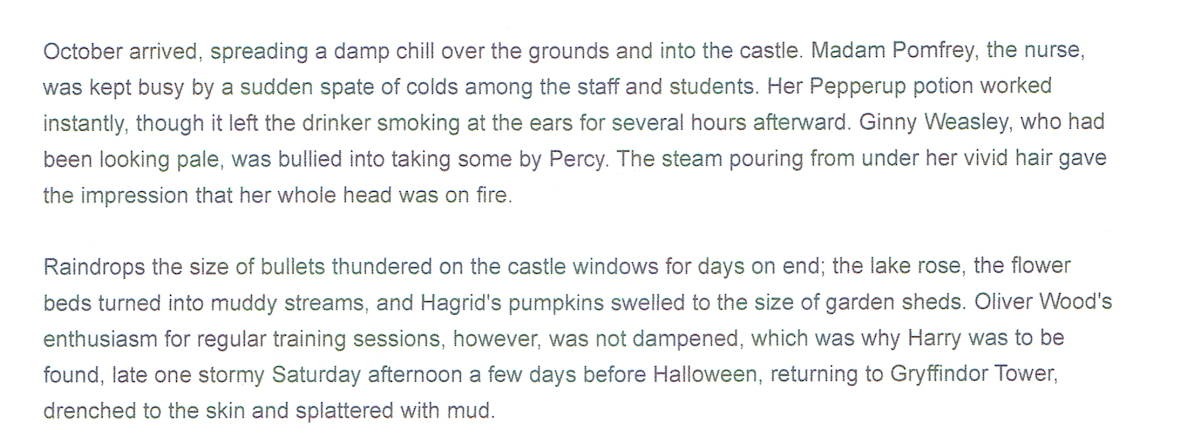 October arrived, spreading a damp chill over the grounds and into the castle. Madam Pomfrey, the nurse,
was kept busy by a sudden spate of colds among the staff and students. Her Pepperup potion worked
instantly, though it left the drinker smoking at the ears for several hours afterward. Ginny Weasley, who had
been looking pale, was bullied into taking some by Percy. The steam pouring from under her vivid hair gave
the impression that her whole head was on fire.
Raindrops the size of bullets thundered on the castle windows for days on end; the lake rose, the flower
beds turned into muddy streams, and Hagrid's pumpkins swelled to the size of garden sheds. Oliver Wood's
enthusiasm for regular training sessions, however, was not dampened, which was why Harry was to be
found, late one stormy Saturday afternoon a few days before Halloween, returning to Gryffindor Tower,
drenched to the skin and splattered with mud.